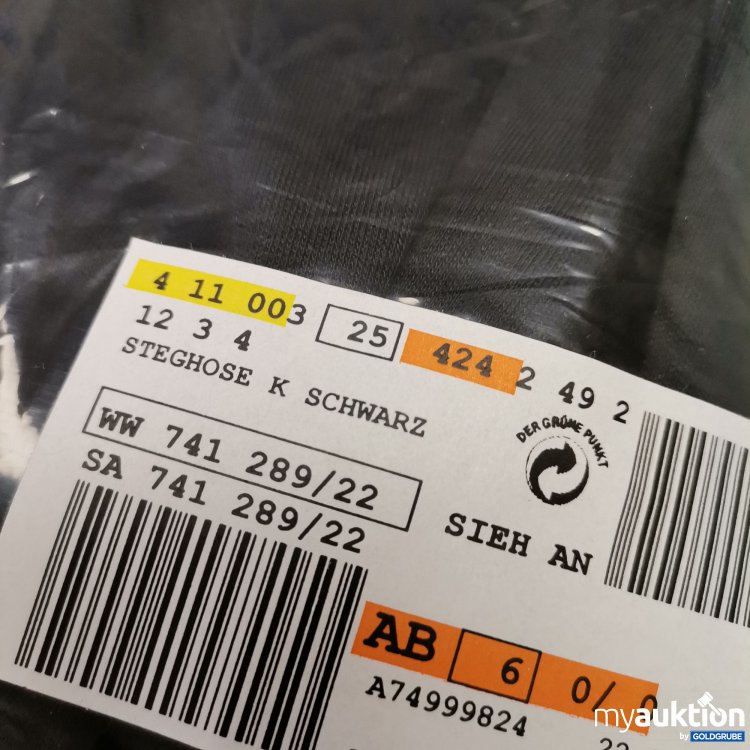 4 11 003 25 424 2 49 2
12 3 4
STEGHOSE K SCHWARZ
DER GRÜNE PUNKT
WW 741 289/22
SA 741 289/22
SIEH AN
AB 6 0/ 0
A74999824
myauktion
by GOLDGRUBE